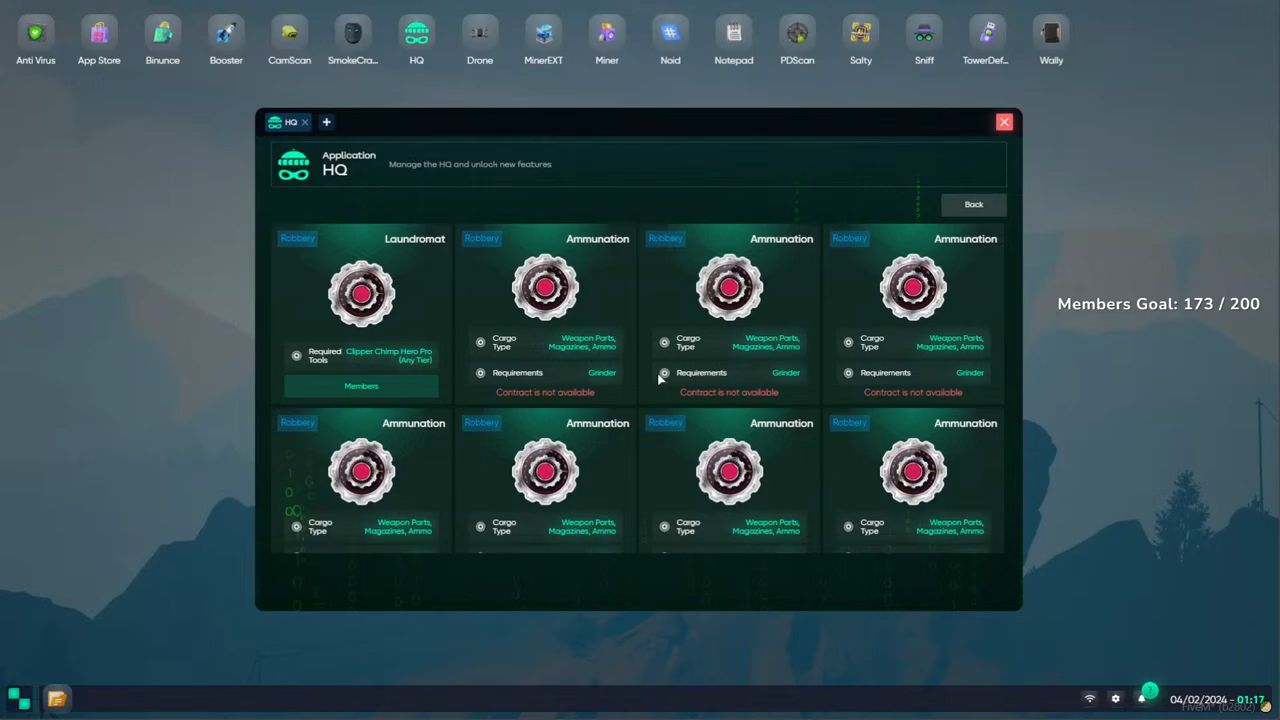 Anti Virus
App Store
Binunce
Booster
CamScan
SmokeCra...
HQ
Drone
MinerEXT
Miner
Noid
Notepad
PDScan
Salty
Sniff
TowerDef...
Wally
HQ
Application
HQ
Manage the HQ and unlock new features
Back
Robbery
Laundromat
Required Tools
Clipper Chimp Hero Pro
(Any Tier)
Members
Robbery
Ammunation
Cargo Type
Weapon Parts,
Magazines, Ammo
Requirements
Grinder
Contract is not available
Robbery
Ammunation
Cargo Type
Weapon Parts,
Magazines, Ammo
Requirements
Grinder
Contract is not available
Robbery
Ammunation
Cargo Type
Weapon Parts,
Magazines, Ammo
Requirements
Grinder
Contract is not available
Members Goal: 173 / 200
Robbery
Ammunation
Cargo Type
Weapon Parts,
Magazines, Ammo
Robbery
Ammunation
Cargo Type
Weapon Parts,
Magazines, Ammo
Robbery
Ammunation
Cargo Type
Weapon Parts,
Magazines, Ammo
Robbery
Ammunation
Cargo Type
Weapon Parts,
Magazines, Ammo
04/02/2024 - 01:17
FiveM® (b2802)